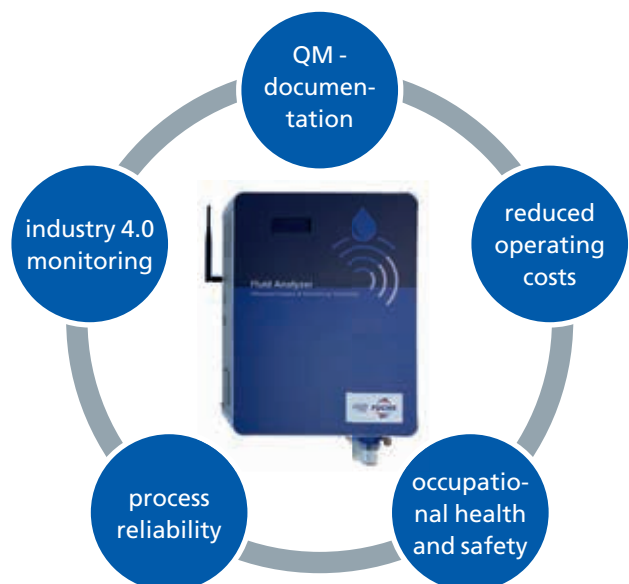 QM -
documen-
tation
reduced
operating
costs
industry 4.0
monitoring
Fluid Analyzer
FUCHS
process
reliability
occupatio-
nal health
and safety